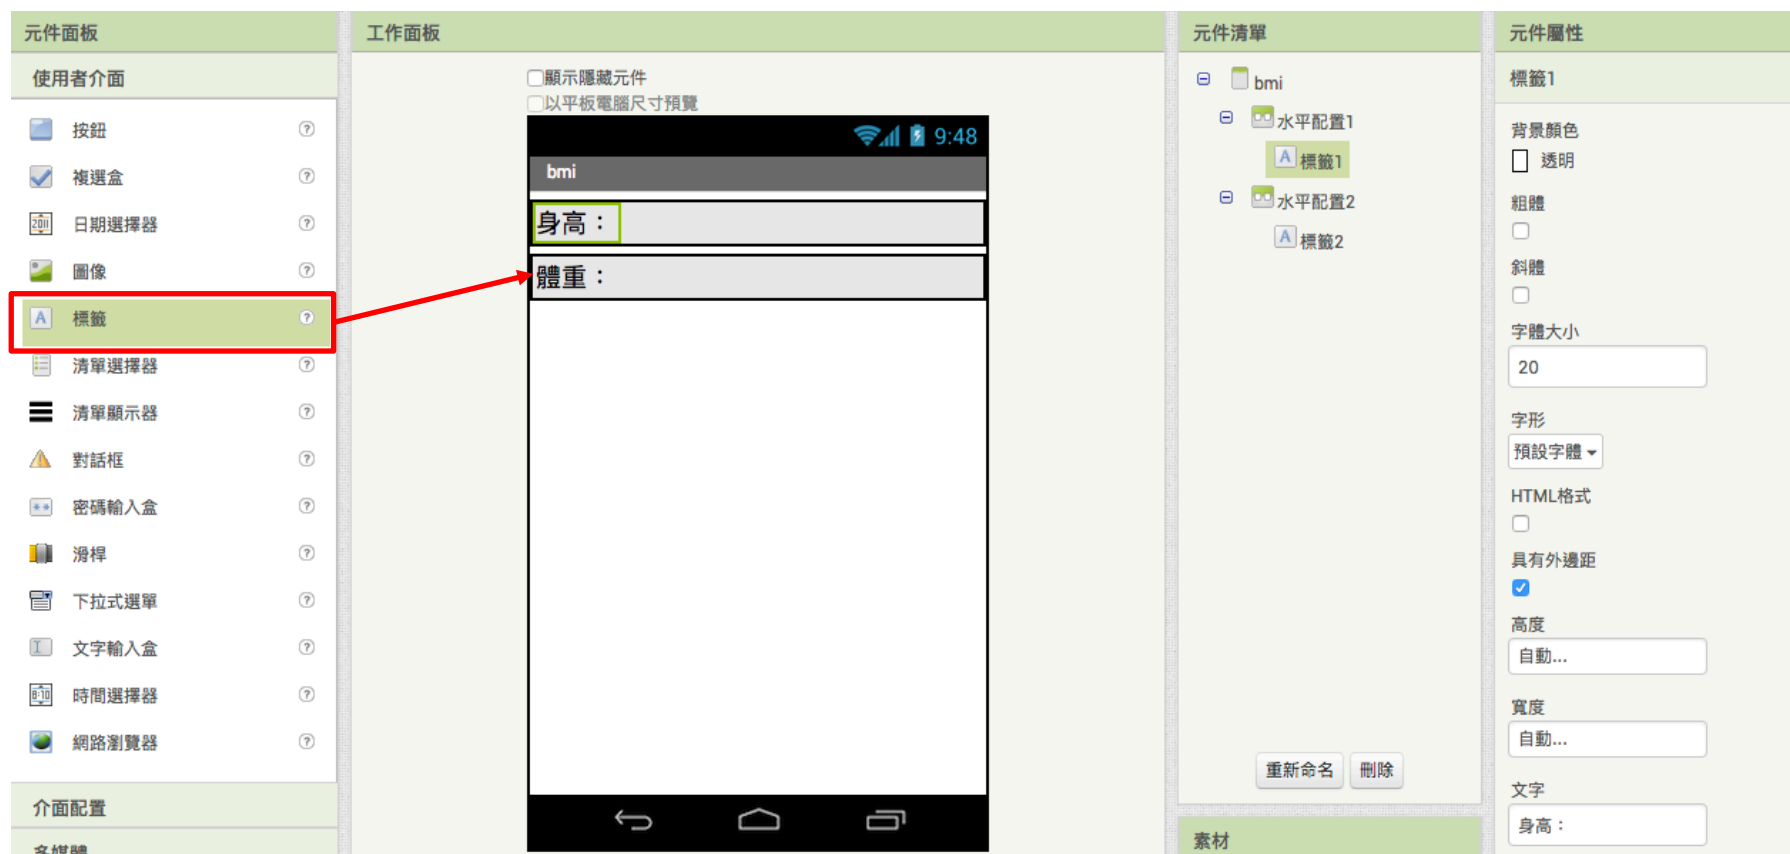 元件面板
使用者介面
按鈕
複選盒
日期選擇器
圖像
標籤
清單選擇器
清單顯示器
對話框
密碼輸入盒
滑桿
下拉式選單
文字輸入盒
時間選擇器
網路瀏覽器
介面配置
多媒體
工作面板
顯示隱藏元件
以平板電腦尺寸預覽
9:48
bmi
身高：
體重：
元件清單
bmi
水平配置1
標籤1
水平配置2
標籤2
重新命名 刪除
素材
元件屬性
標籤1
背景顏色
透明
粗體
斜體
字體大小
20
字形
預設字體
HTML格式
具有外邊距
高度
自動...
寬度
自動...
文字
身高：